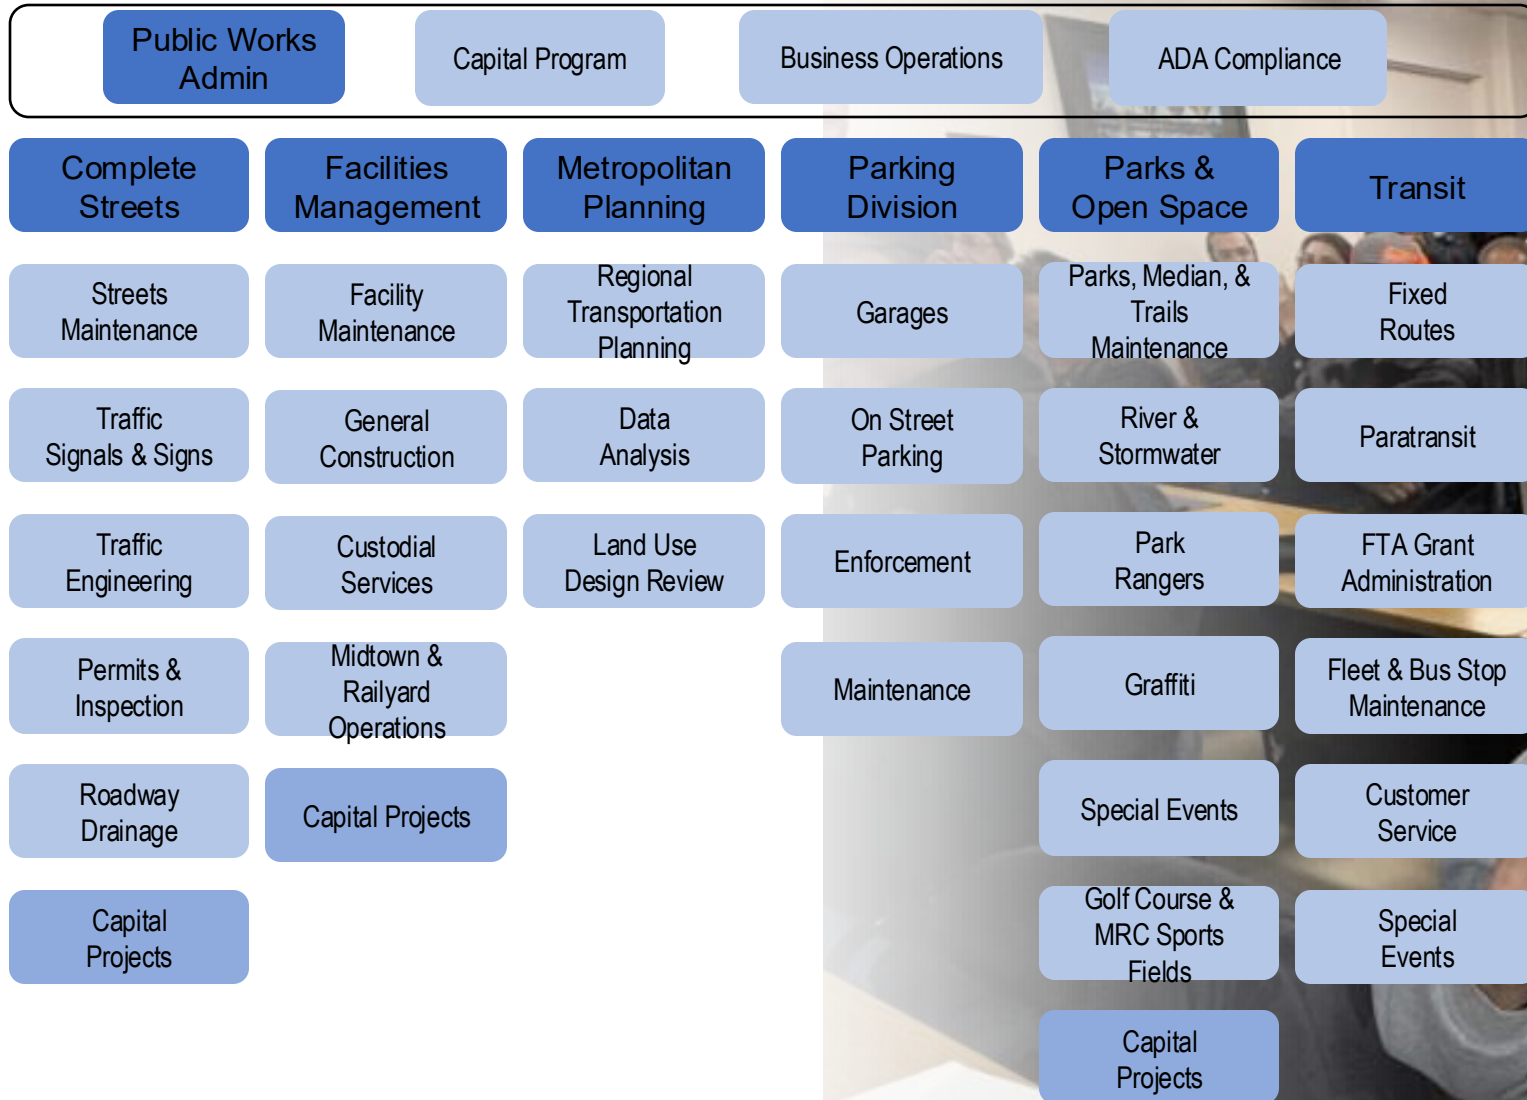 Public Works
Admin
Capital Program
Business Operations
ADA Compliance
Complete
Streets
Facilities
Management
Metropolitan
Planning
Parking
Division
Parks &
Open Space
Transit
Streets
Maintenance
Facility
Maintenance
Regional
Transportation
Planning
Garages
Parks, Median, &
Trails
Maintenance
Fixed
Routes
Traffic
Signals & Signs
General
Construction
Data
Analysis
On Street
Parking
River &
Stormwater
Paratransit
Traffic
Engineering
Custodial
Services
Land Use
Design Review
Enforcement
Park
Rangers
FTA Grant
Administration
Permits &
Inspection
Midtown &
Railyard
Operations
Maintenance
Graffiti
Fleet & Bus Stop
Maintenance
Roadway
Drainage
Capital Projects
Special Events
Customer
Service
Capital
Projects
Golf Course &
MRC Sports
Fields
Special
Events
Capital
Projects